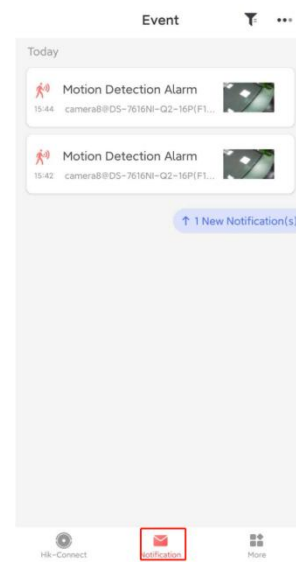 Event
Today
Motion Detection Alarm
15:44 camera8@DS-7616NI-Q2-16P(F1...
Motion Detection Alarm
15:42 camera8@DS-7616NI-Q2-16P(F1...
↑ 1 New Notification(s)
Hik-Connect Notification More